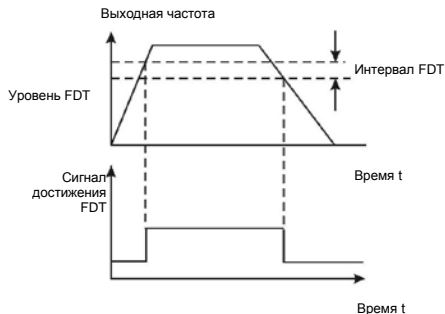 Выходная частота
Интервал FDT
Уровень FDT
Сигнал
достижения
FDT
Время t
Время t